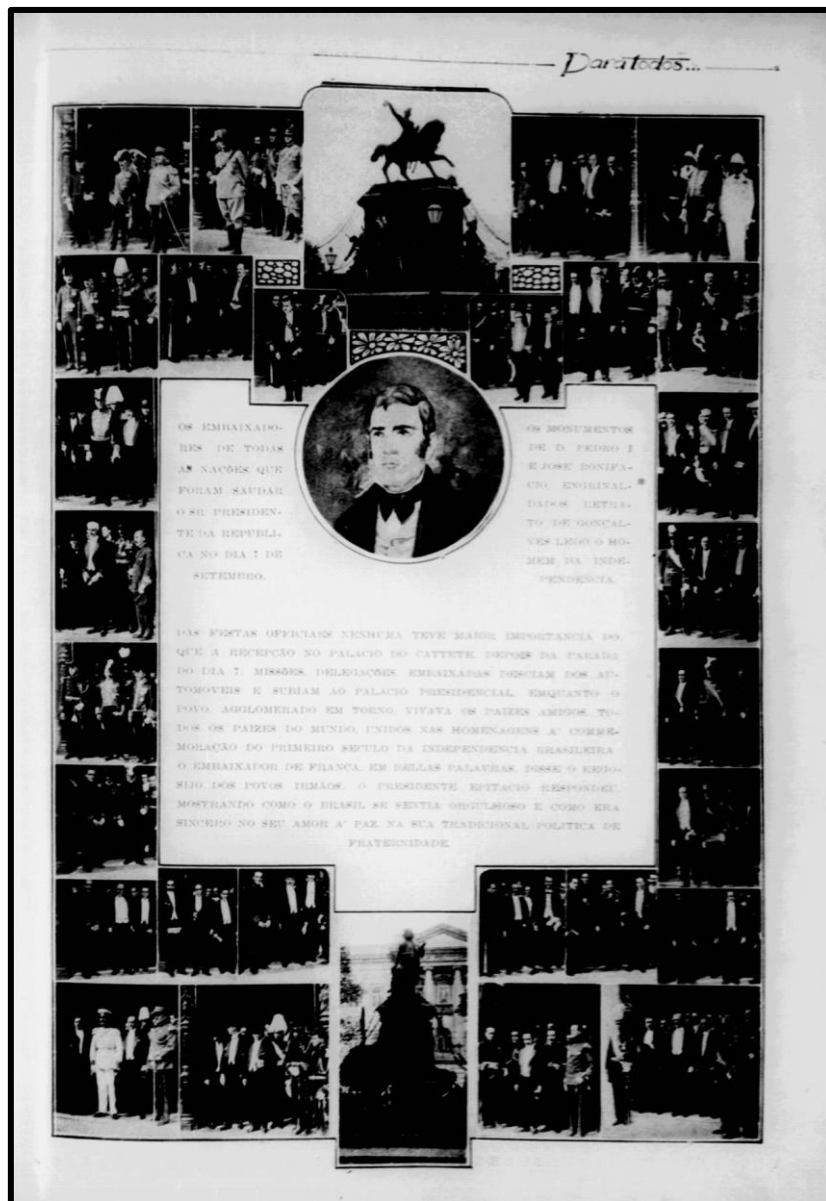 Para todos...
OS EMBAIXADO-
RES DE TODAS
AS NAÇÕES QUE
FORAM SAUDAR
O SR. PRESIDEN-
TE DA REPUBLI-
CA NO DIA 7 DE
SETEMBRO.
OS MONUMENTOS
DE D. PEDRO I
E JOSÉ BONIFA-
CIO, ENGRINAL-
DADOS. RETRA-
TO DE GONÇAL-
VES LEDO, O HO-
MEM DA INDE-
PENDENCIA.
DAS FESTAS OFFICIAES NENHUMA TEVE MAIOR IMPORTANCIA DO
QUE A RECEPÇÃO NO PALACIO DO CATTETE, DEPOIS DA PARADA
DO DIA 7. MISSÕES, DELEGAÇÕES, EMBAIXADAS DESCIAM DOS AU-
TOMOVEIS E SUBIAM AO PALACIO PRESIDENCIAL, EMQUANTO O
POVO, AGGLOMERADO EM TORNO, VIVAVA OS PAIZES AMIGOS, TO-
DOS OS PAIZES DO MUNDO, UNIDOS NAS HOMENAGENS A' COMME-
MORAÇÃO DO PRIMEIRO SECULO DA INDEPENDENCIA BRASILEIRA.
O EMBAIXADOR DE FRANÇA, EM BELLAS PALAVRAS, DISSE O REGO-
SIJO DOS POVOS IRMÃOS. O PRESIDENTE EPITACIO RESPONDEU,
MOSTRANDO COMO O BRASIL SE SENTIA ORGULHOSO E COMO ERA
SINCERO NO SEU AMOR A' PAZ, NA SUA TRADICIONAL POLITICA DE
FRATERNIDADE.